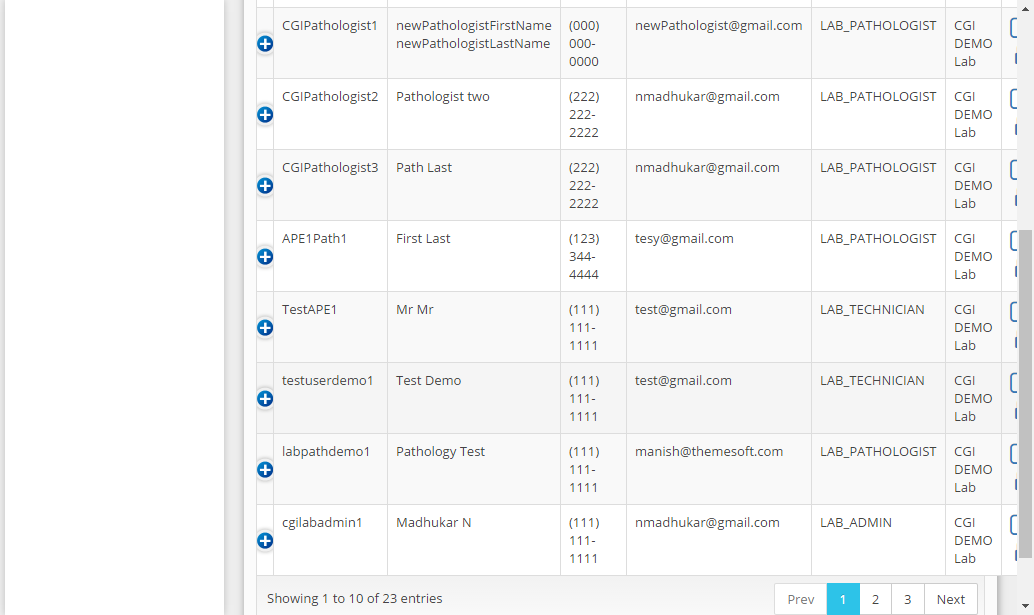 CGIPathologist1 newPathologistFirstName (000) newPathologist@gmail.com LAB_PATHOLOGIST CGI
newPathologistLastName 000- DEMO
0000 Lab
CGIPathologist2 Pathologist two (222) nmadhukar@gmail.com LAB_PATHOLOGIST CGI
222- DEMO
2222 Lab
CGIPathologist3 Path Last (222) nmadhukar@gmail.com LAB_PATHOLOGIST CGI
222- DEMO
2222 Lab
APE1Path1 First Last (123) tesy@gmail.com LAB_PATHOLOGIST CGI
344- DEMO
4444 Lab
TestAPE1 Mr Mr (111) test@gmail.com LAB_TECHNICIAN CGI
111- DEMO
1111 Lab
testuserdemo1 Test Demo (111) test@gmail.com LAB_TECHNICIAN CGI
111- DEMO
1111 Lab
labpathdemo1 Pathology Test (111) manish@themesoft.com LAB_PATHOLOGIST CGI
111- DEMO
1111 Lab
cgilabadmin1 Madhukar N (111) nmadhukar@gmail.com LAB_ADMIN CGI
111- DEMO
1111 Lab
Showing 1 to 10 of 23 entries Prev 1 2 3 Next